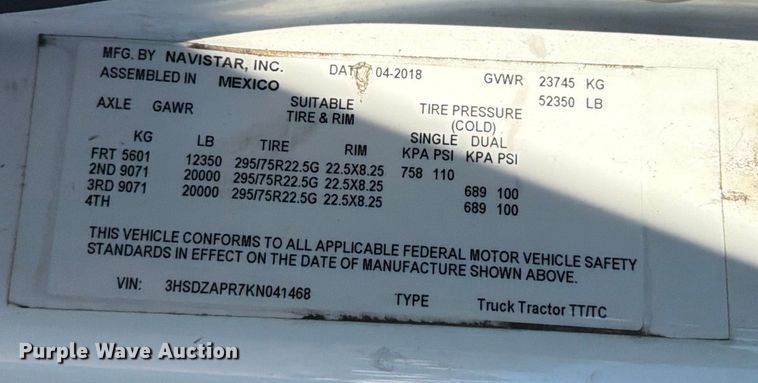 MFG. BY NAVISTAR, INC. DATE 04-2018 GVWR 23745 KG
ASSEMBLED IN MEXICO 52350 LB
AXLE GAWR SUITABLE TIRE & RIM TIRE PRESSURE (COLD)
SINGLE DUAL
KG LB TIRE RIM KPA PSI KPA PSI
FRT 5601 12350 295/75R22.5G 22.5X8.25 758 110
2ND 9071 20000 295/75R22.5G 22.5X8.25 689 100
3RD 9071 20000 295/75R22.5G 22.5X8.25 689 100
4TH
THIS VEHICLE CONFORMS TO ALL APPLICABLE FEDERAL MOTOR VEHICLE SAFETY
STANDARDS IN EFFECT ON THE DATE OF MANUFACTURE SHOWN ABOVE.
VIN: 3HSDZAPR7KN041468 TYPE Truck Tractor TT/TC
Purple Wave Auction